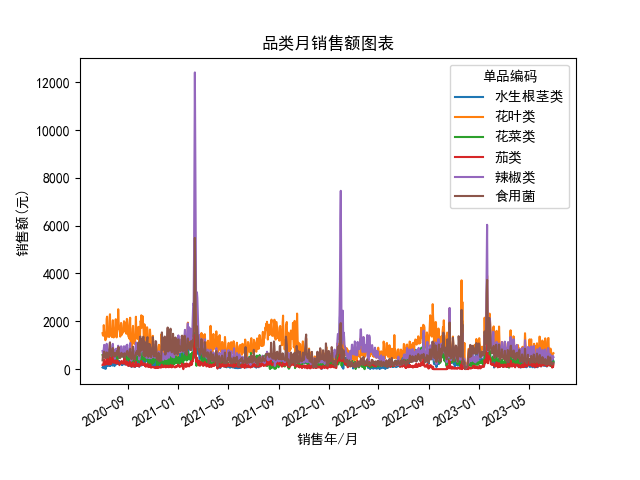 品类月销售额图表
单品编码
水生根茎类
花叶类
花菜类
茄类
辣椒类
食用菌
销售额(元)
12000
10000
8000
6000
4000
2000
0
2020-09
2021-01
2021-05
2021-09
2022-01
2022-05
2022-09
2023-01
2023-05
销售年/月